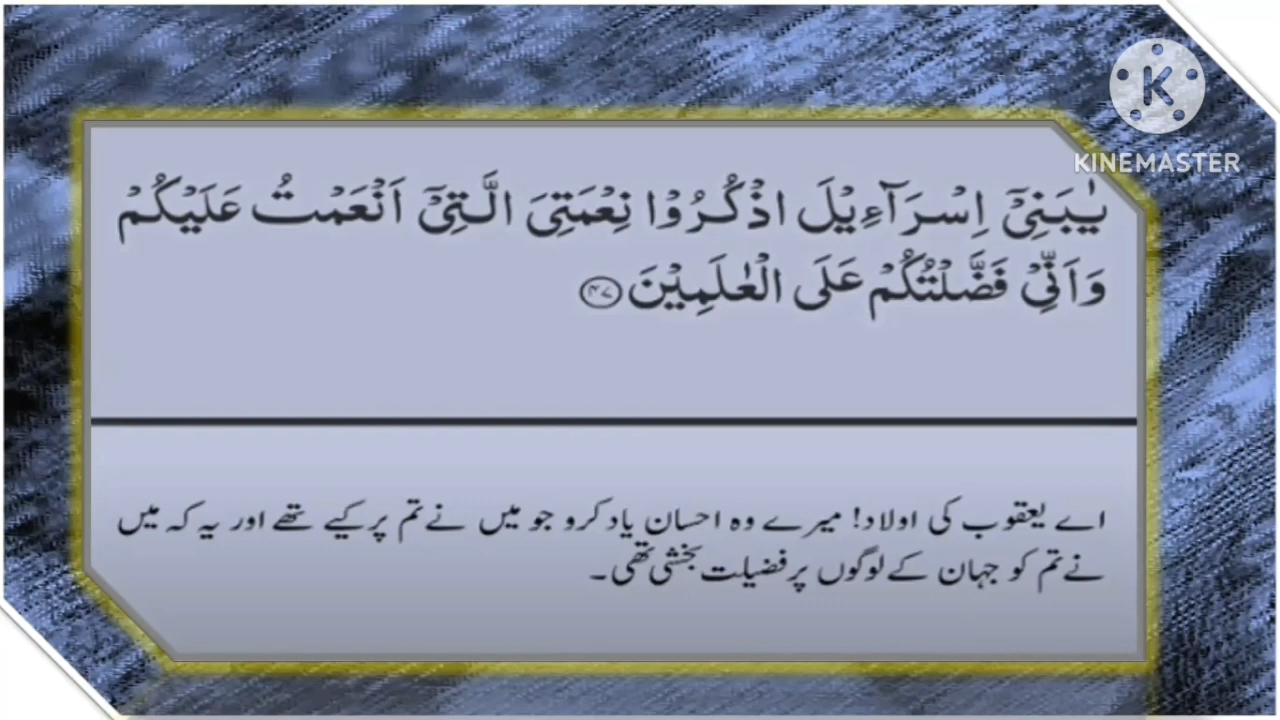 KINEMASTER
يٰبَنِيْٓ اِسْرَآءِيْلَ اذْكُرُوْا نِعْمَتِيَ الَّتِيْٓ اَنْعَمْتُ عَلَيْكُمْ
وَاَنِّيْ فَضَّلْتُكُمْ عَلَى الْعٰلَمِيْنَ ﴿۴۷﴾
اے یعقوب کی اولاد! میرے وہ احسان یاد کرو جو میں نے تم پر کیے تھے اور یہ کہ میں
نے تم کو جہان کے لوگوں پر فضیلت بخشی تھی۔